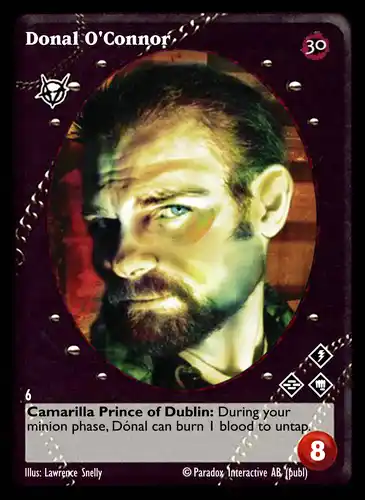 Donal O'Connor
30
6
Camarilla Prince of Dublin: During your
minion phase, Dónal can burn 1 blood to untap.
8
Illus: Lawrence Snelly
© Paradox Interactive AB (publ)